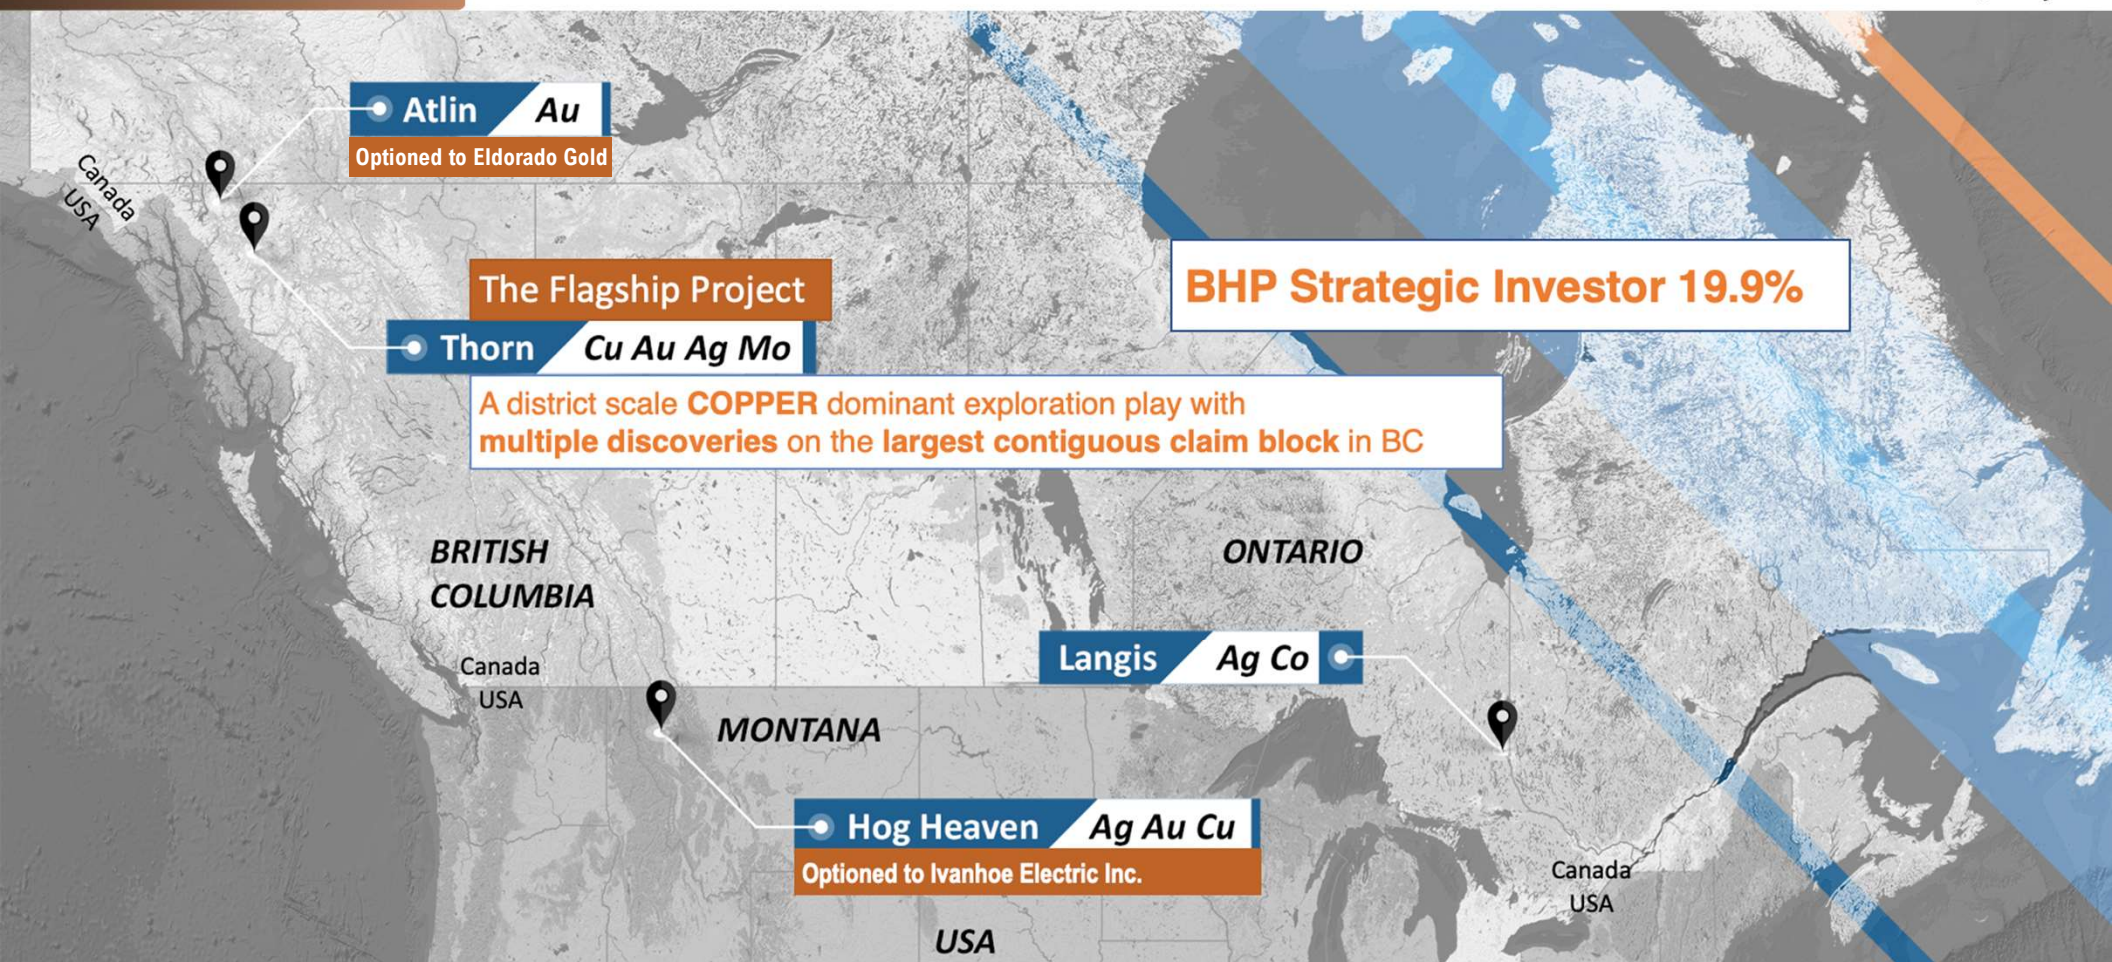 Atlin Au
Optioned to Eldorado Gold
Canada
USA
The Flagship Project
BHP Strategic Investor 19.9%
Thorn Cu Au Ag Mo
A district scale COPPER dominant exploration play with
multiple discoveries on the largest contiguous claim block in BC
BRITISH
COLUMBIA
ONTARIO
Canada
USA
Langis Ag Co
MONTANA
Hog Heaven Ag Au Cu
Optioned to Ivanhoe Electric Inc.
Canada
USA
USA